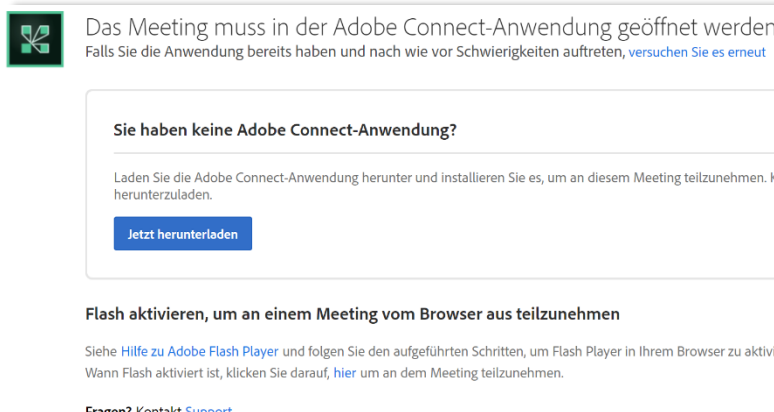 Das Meeting muss in der Adobe Connect-Anwendung geöffnet werden
Falls Sie die Anwendung bereits haben und nach wie vor Schwierigkeiten auftreten, versuchen Sie es erneut
Sie haben keine Adobe Connect-Anwendung?
Laden Sie die Adobe Connect-Anwendung herunter und installieren Sie es, um an diesem Meeting teilzunehmen.
herunterzuladen.
Jetzt herunterladen
Flash aktivieren, um an einem Meeting vom Browser aus teilzunehmen
Siehe Hilfe zu Adobe Flash Player und folgen Sie den aufgeführten Schritten, um Flash Player in Ihrem Browser zu
Wann Flash aktiviert ist, klicken Sie darauf, hier um an dem Meeting teilzunehmen.
Fragen? Kontakt Support